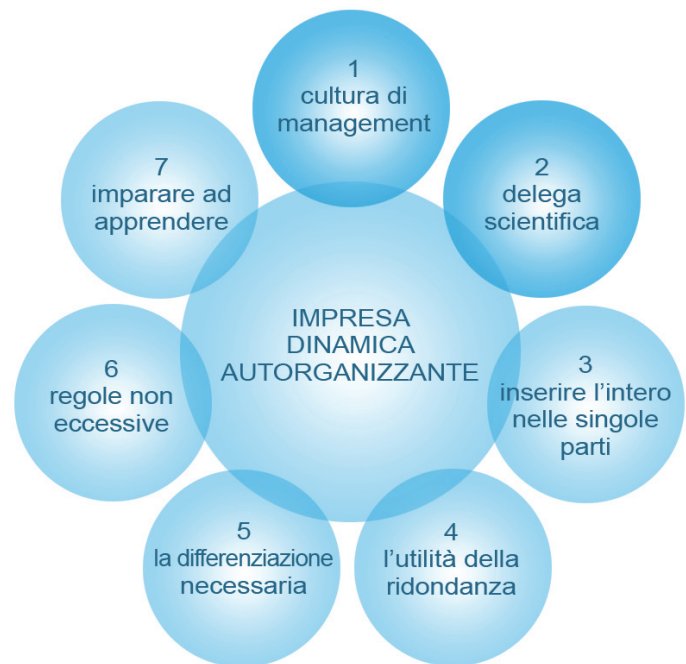 1
cultura di
management
2
delega
scientifica
3
inserire l'intero
nelle singole
parti
4
l'utilità della
ridondanza
5
la differenziazione
necessaria
6
regole non
eccessive
7
imparare ad
apprendere
IMPRESA
DINAMICA
AUTORGANIZZANTE